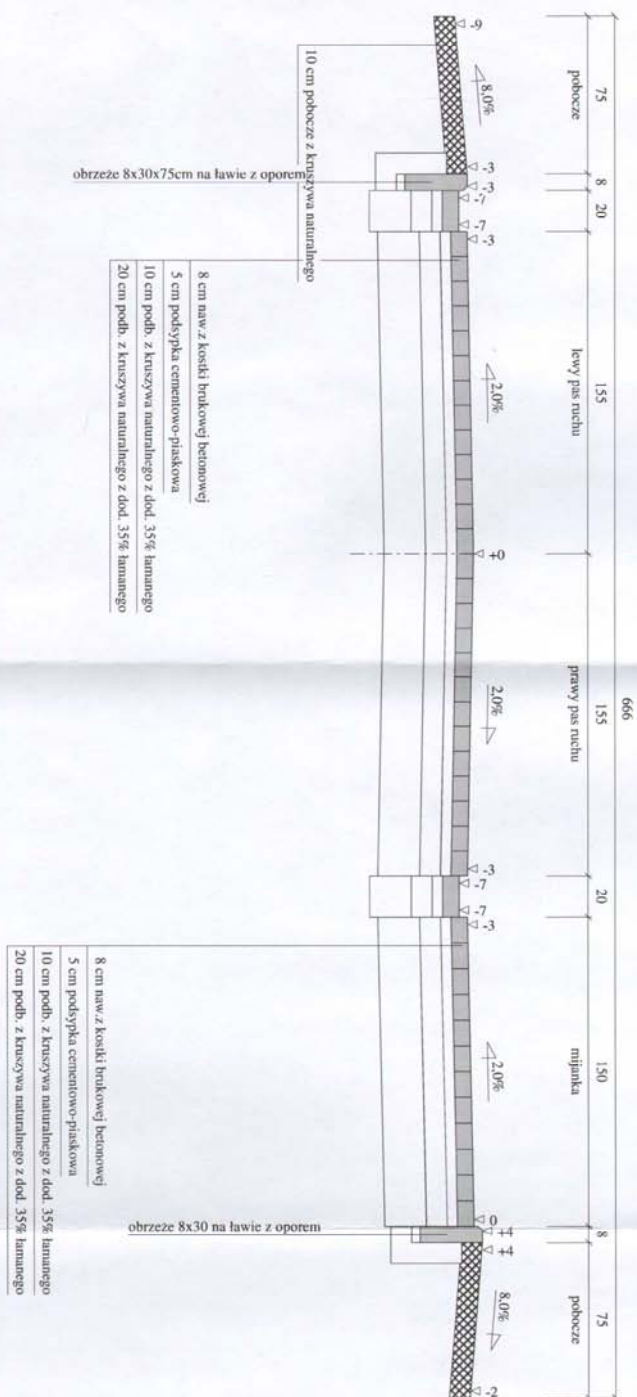 666
75
8
20
155
155
20
150
8
75
pobocze
lewy pas ruchu
prawy pas ruchu
mijanka
pobocze
8,0%
2,0%
2,0%
2,0%
8,0%
-9
-3
-3
-7
-7
-3
+0
-3
-7
-7
-3
0
+4
+4
-2
10 cm pobocze z kruszywa naturalnego
obrzeże 8x30x75cm na ławie z oporem
8 cm naw.z kostki brukowej betonowej
5 cm podsypka cementowo-piaskowa
10 cm podb. z kruszywa naturalnego z dod. 35% łamanego
20 cm podb. z kruszywa naturalnego z dod. 35% łamanego
8 cm naw.z kostki brukowej betonowej
5 cm podsypka cementowo-piaskowa
10 cm podb. z kruszywa naturalnego z dod. 35% łamanego
20 cm podb. z kruszywa naturalnego z dod. 35% łamanego
obrzeże 8x30 na ławie z oporem